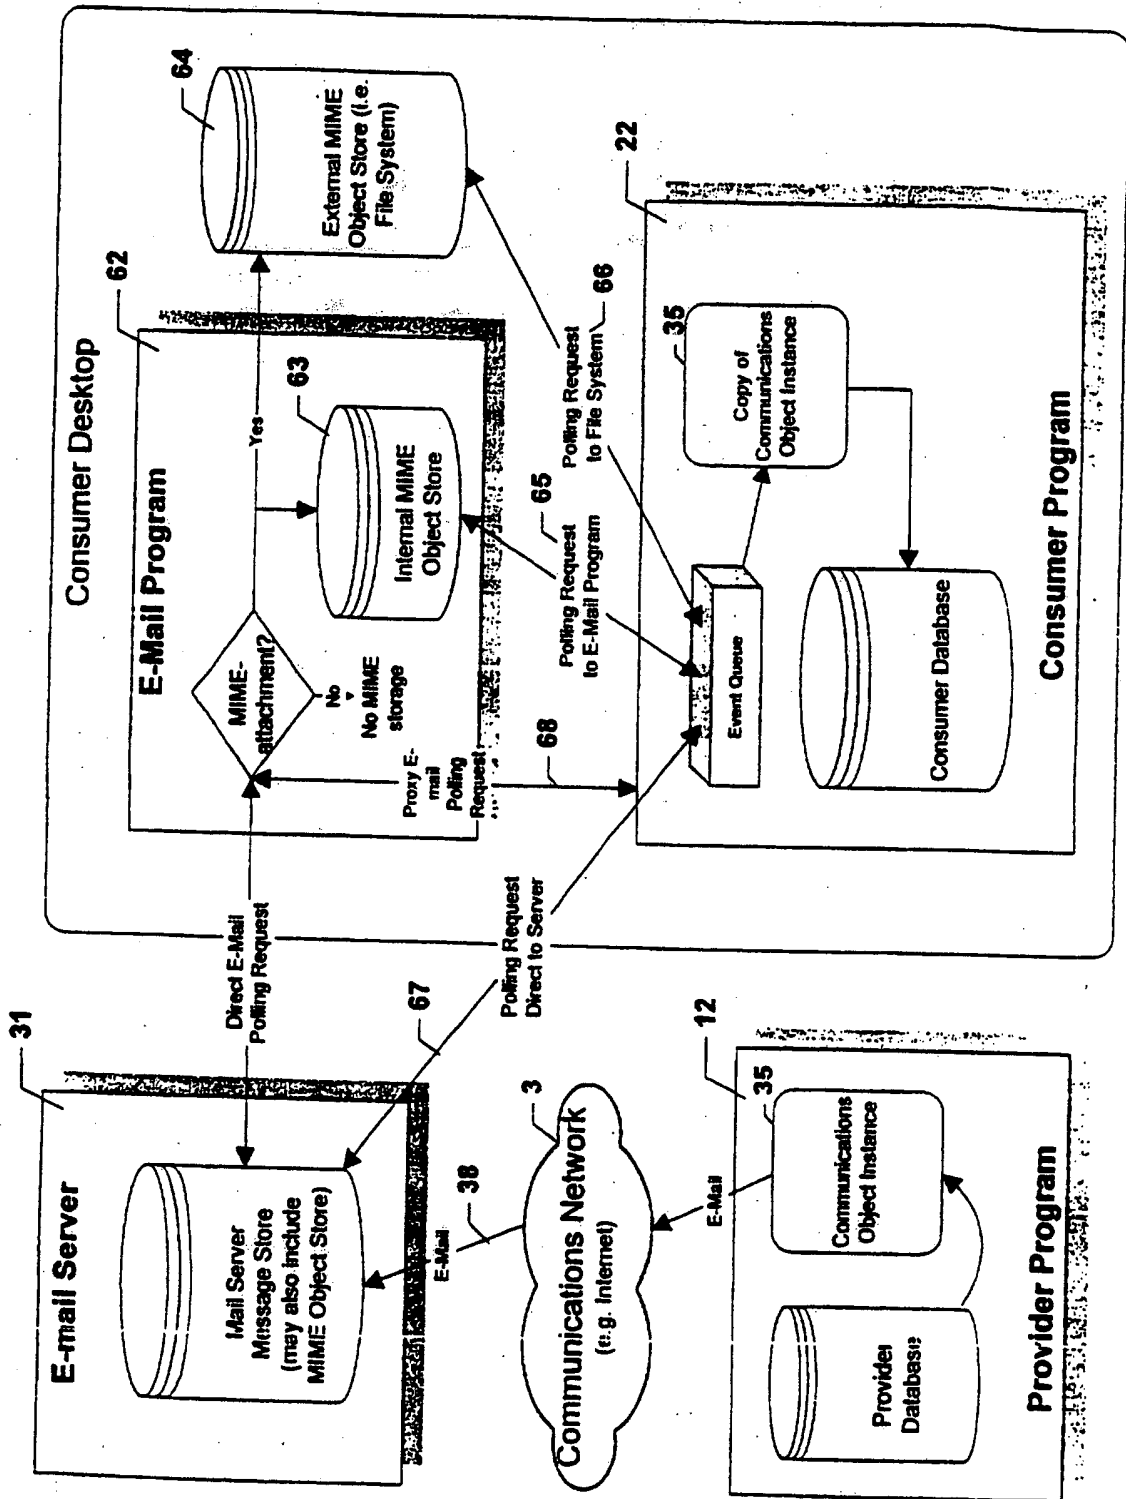 31
E-mail Server
Mail Server
Message Store
(may also include
MIME Object Store)
Direct E-Mail
Polling Request
67
E-Mail
38
3
Communications Network
(e.g. Internet)
E-Mail
12
35
Communications
Object Instance
Provider
Database
Provider Program
Polling Request
Direct to Server
Consumer Desktop
E-Mail Program
62
MIME-
attachment?
Yes
No
No MIME
storage
63
Internal MIME
Object Store
64
External MIME
Object Store (i.e.
File System)
Proxy E-
mail
Polling
Request
68
Polling Request
to E-Mail Program
65
Polling Request
to File System
66
22
Event Queue
35
Copy of
Communications
Object Instance
Consumer Database
Consumer Program